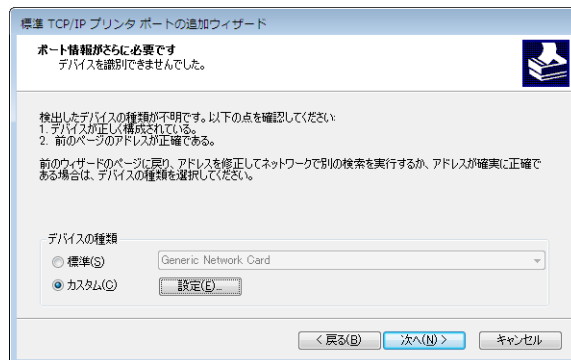 標準 TCP/IP プリンタ ポートの追加ウィザード
ポート情報がさらに必要です
デバイスを識別できませんでした。
検出したデバイスの種類が不明です。以下の点を確認してください:
1. デバイスが正しく構成されている。
2. 前のページのアドレスが正確である。
前のウィザードのページに戻り、アドレスを修正してネットワークで別の検索を実行するか、アドレスが確実に正確で
ある場合は、デバイスの種類を選択してください。
デバイスの種類
標準(S)
Generic Network Card
カスタム(C)
設定(E)...
< 戻る(B)
次へ(N) >
キャンセル